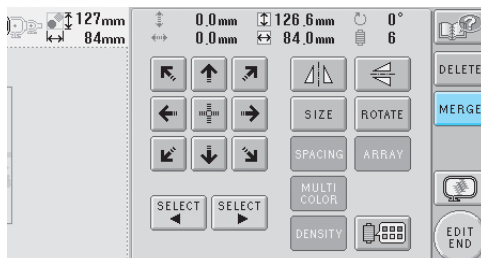 127mm
84mm
0.0mm 126.6mm 0°
0.0mm 84.0mm 6
DELETE
SIZE ROTATE MERGE
SPACING ARRAY
MULTI
COLOR
SELECT SELECT
DENSITY
EDIT
END